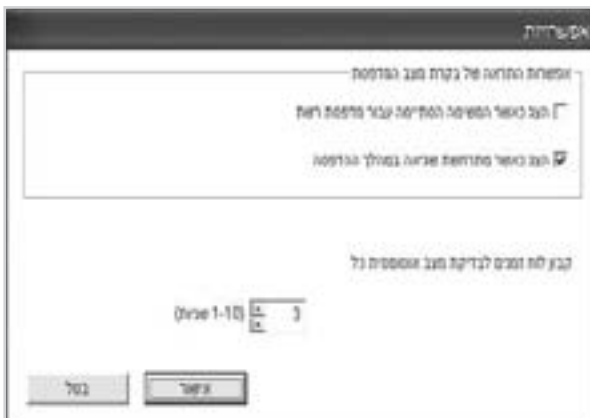 אפשרויות
אפשרות התראה של בקרת מצב המדפסת
הצג כאשר המשימה הסתיימה עבור מדפסת רשת
הצג כאשר מתרחשת שגיאה במהלך ההדפסה
קבע לוח זמנים לבדיקת מצב אוטומטית כל
3 (1-10 שניות)
אישור בטל